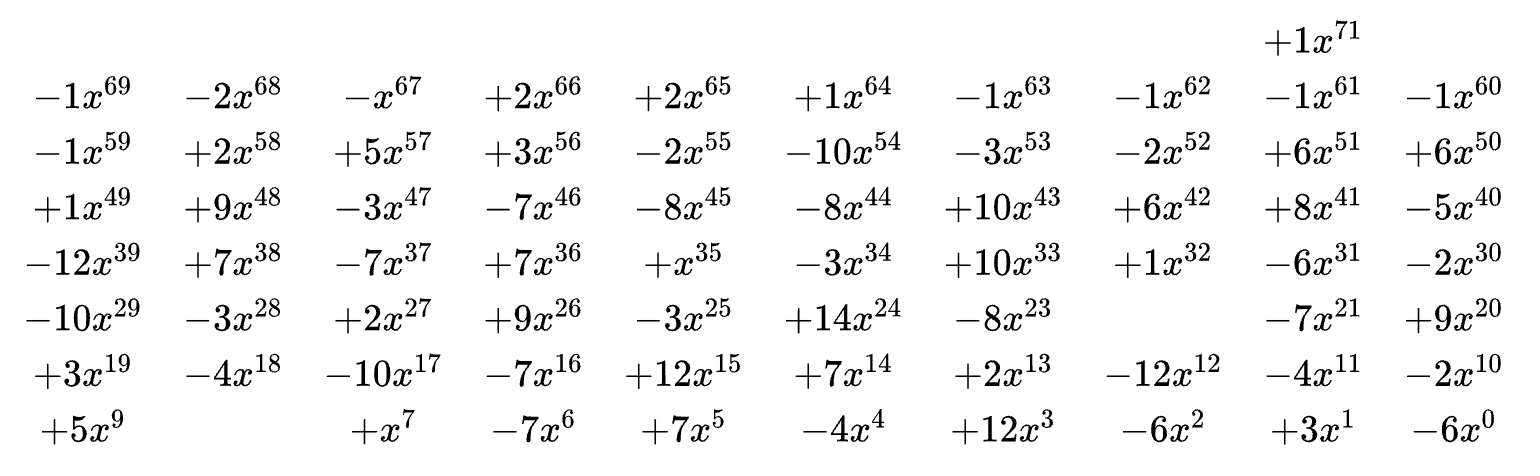 +1x^{71}
−1x^{69} −2x^{68} −x^{67} +2x^{66} +2x^{65} +1x^{64} −1x^{63} −1x^{62} −1x^{61} −1x^{60}
−1x^{59} +2x^{58} +5x^{57} +3x^{56} −2x^{55} −10x^{54} −3x^{53} −2x^{52} +6x^{51} +6x^{50}
+1x^{49} +9x^{48} −3x^{47} −7x^{46} −8x^{45} −8x^{44} +10x^{43} +6x^{42} +8x^{41} −5x^{40}
−12x^{39} +7x^{38} −7x^{37} +7x^{36} +x^{35} −3x^{34} +10x^{33} +1x^{32} −6x^{31} −2x^{30}
−10x^{29} −3x^{28} +2x^{27} +9x^{26} −3x^{25} +14x^{24} −8x^{23} −7x^{21} +9x^{20}
+3x^{19} −4x^{18} −10x^{17} −7x^{16} +12x^{15} +7x^{14} +2x^{13} −12x^{12} −4x^{11} −2x^{10}
+5x^{9} +x^{7} −7x^{6} +7x^{5} −4x^{4} +12x^{3} −6x^{2} +3x^{1} −6x^{0}